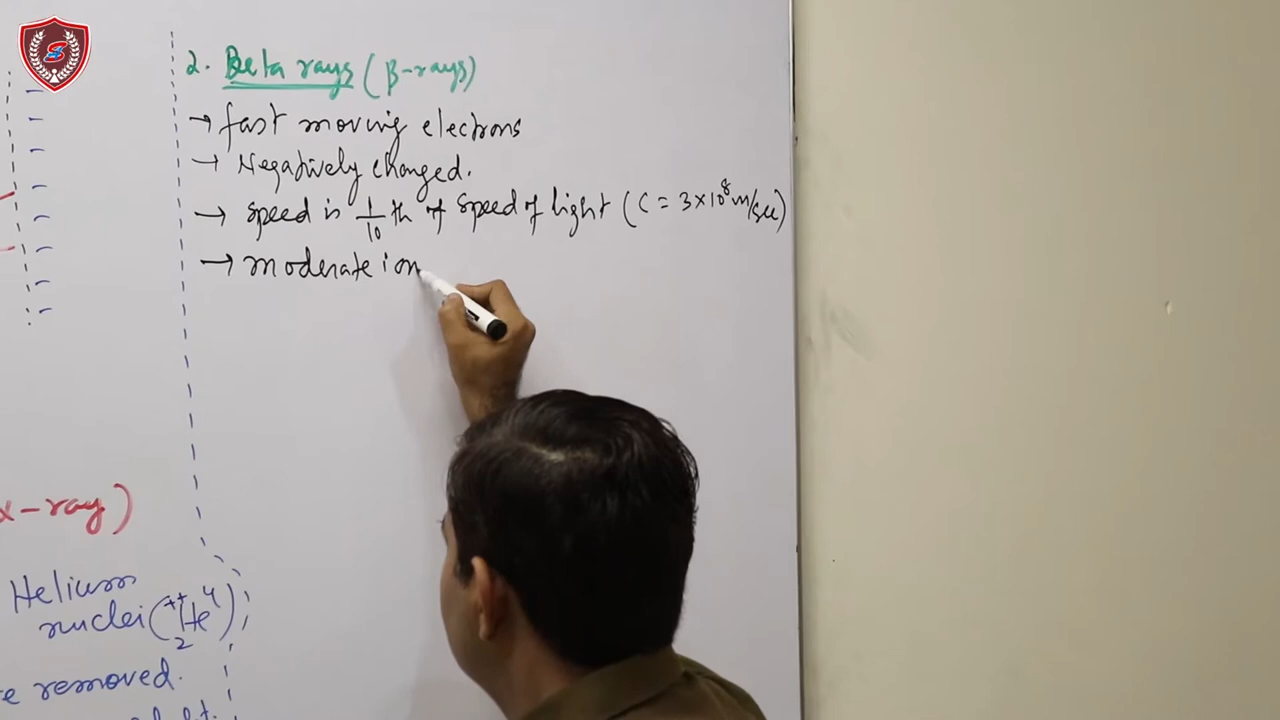 2. Beta rays (β-rays)
→ fast moving electrons
→ Negatively charged.
→ speed is 1/10 th of speed of light (C = 3×10⁸ m/sec)
→ moderate ion
α-ray)
Helium
nuclei (⁺⁺₂He⁴)
removed.